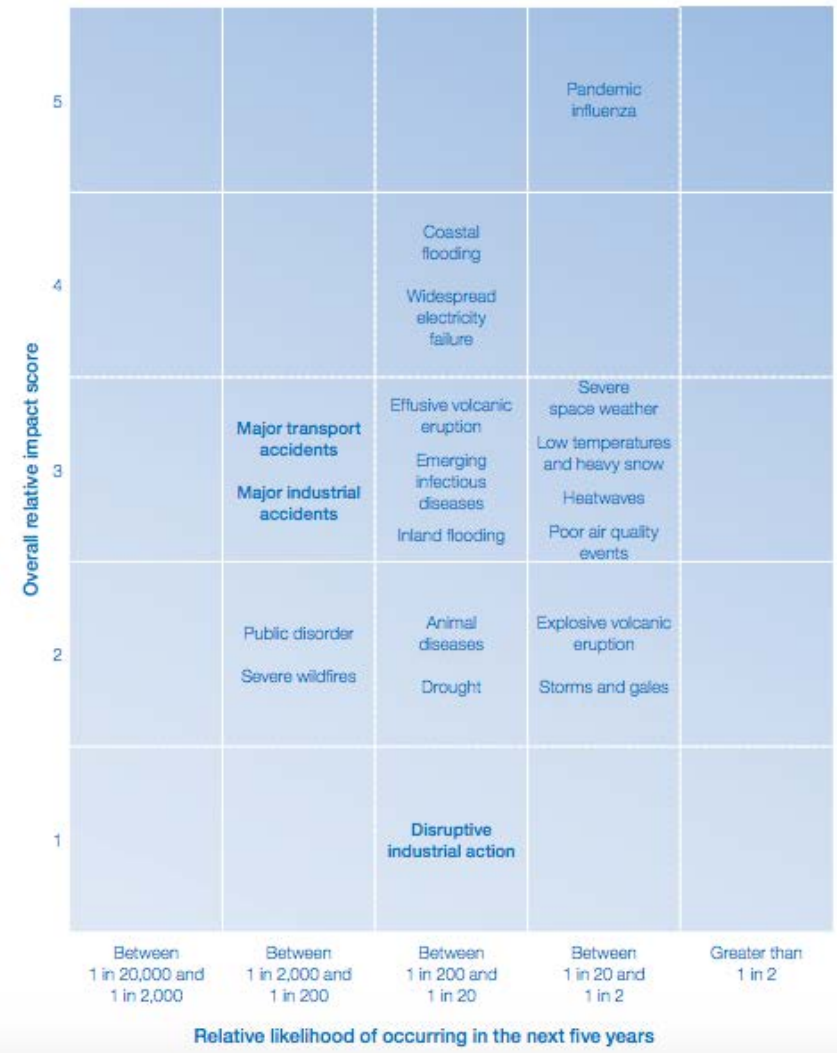 5
Pandemic
influenza
4
Coastal
flooding
Widespread
electricity
failure
Overall relative impact score
3
Major transport
accidents
Major industrial
accidents
Effusive volcanic
eruption
Emerging
infectious
diseases
Inland flooding
Severe
space weather
Low temperatures
and heavy snow
Heatwaves
Poor air quality
events
2
Public disorder
Severe wildfires
Animal
diseases
Drought
Explosive volcanic
eruption
Storms and gales
1
Disruptive
industrial action
Between
1 in 20,000 and
1 in 2,000
Between
1 in 2,000 and
1 in 200
Between
1 in 200 and
1 in 20
Between
1 in 20 and
1 in 2
Greater than
1 in 2
Relative likelihood of occurring in the next five years